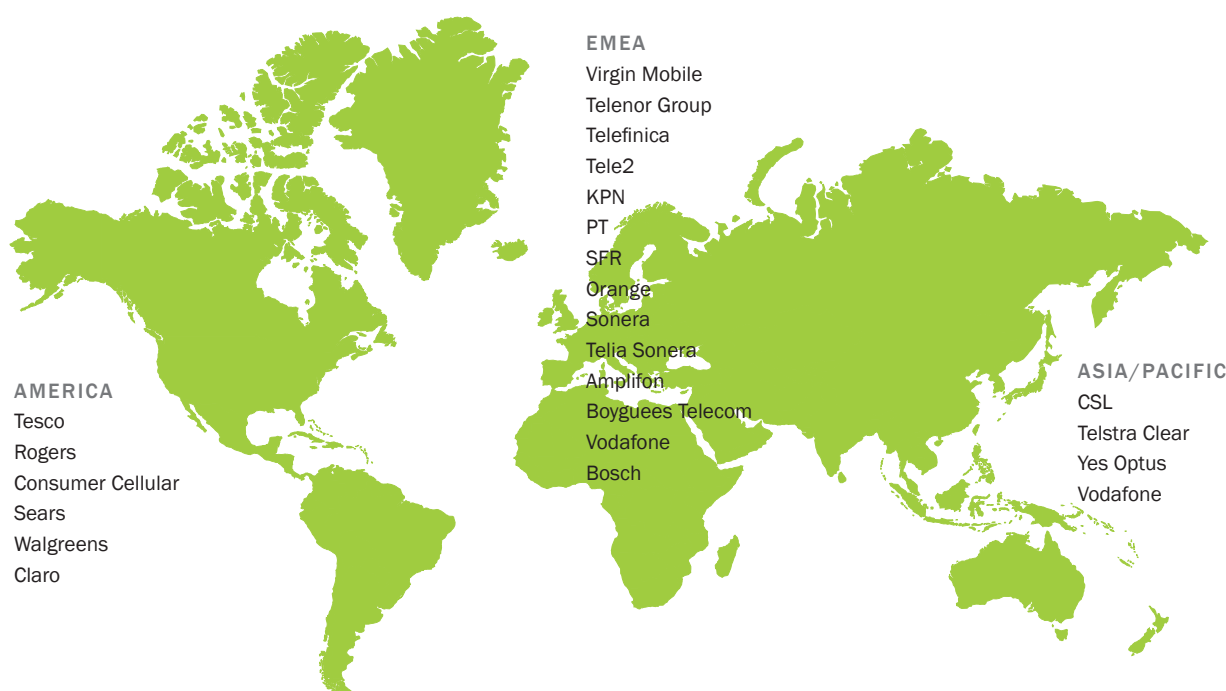 EMEA
Virgin Mobile
Telenor Group
Telefinica
Tele2
KPN
PT
SFR
Orange
Sonera
Telia Sonera
Amplifon
Boyguees Telecom
Vodafone
Bosch
AMERICA
Tesco
Rogers
Consumer Cellular
Sears
Walgreens
Claro
ASIA/PACIFIC
CSL
Telstra Clear
Yes Optus
Vodafone